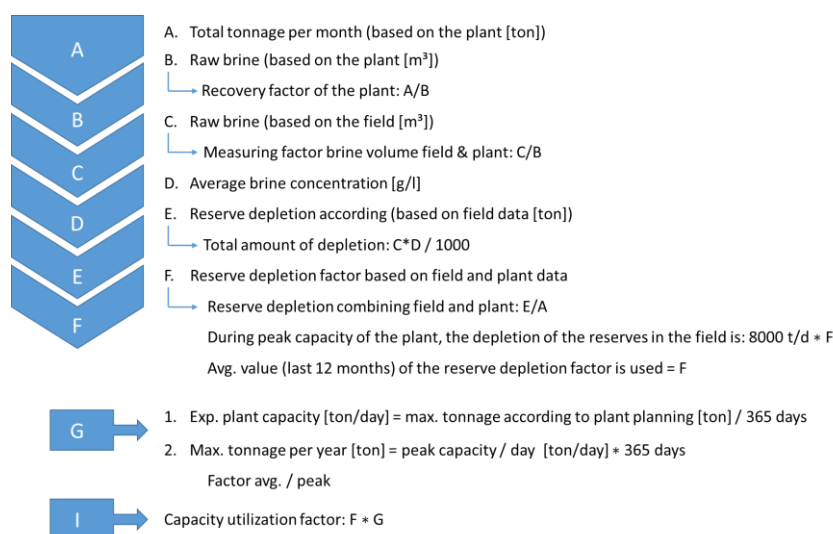 A
A. Total tonnage per month (based on the plant [ton])
B. Raw brine (based on the plant [m³])
Recovery factor of the plant: A/B
B
C. Raw brine (based on the field [m³])
Measuring factor brine volume field & plant: C/B
C
D. Average brine concentration [g/l]
D
E. Reserve depletion according (based on field data [ton])
Total amount of depletion: C*D / 1000
E
F. Reserve depletion factor based on field and plant data
Reserve depletion combining field and plant: E/A
F
During peak capacity of the plant, the depletion of the reserves in the field is: 8000 t/d * F
Avg. value (last 12 months) of the reserve depletion factor is used = F
G
1. Exp. plant capacity [ton/day] = max. tonnage according to plant planning [ton] / 365 days
2. Max. tonnage per year [ton] = peak capacity / day [ton/day] * 365 days
Factor avg. / peak
I
Capacity utilization factor: F * G